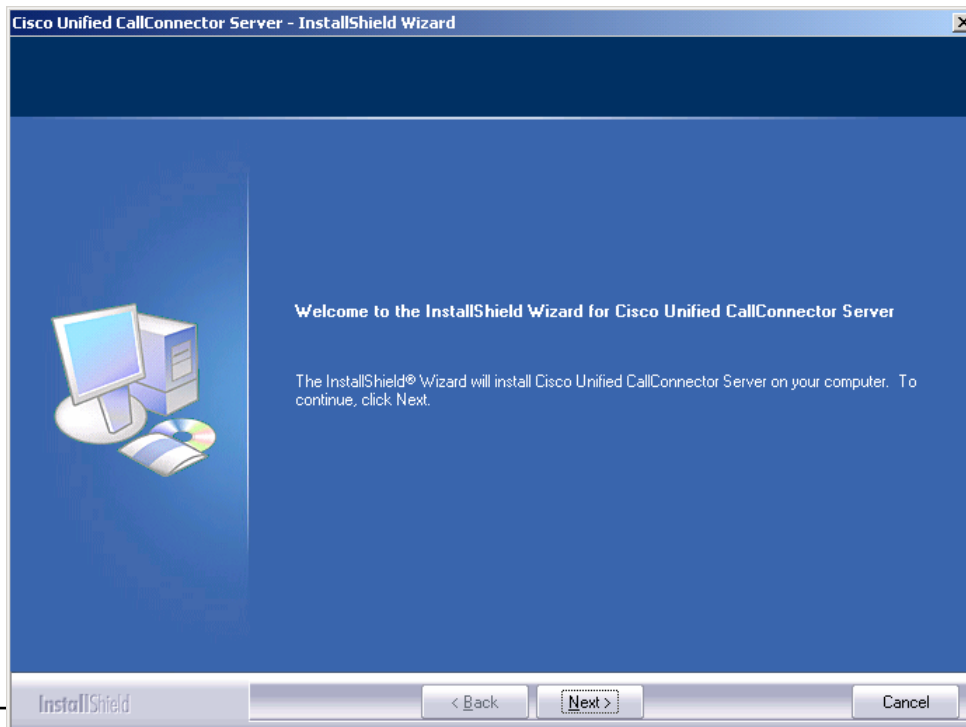 Cisco Unified CallConnector Server - InstallShield Wizard
Welcome to the InstallShield Wizard for Cisco Unified CallConnector Server
The InstallShield® Wizard will install Cisco Unified CallConnector Server on your computer. To
continue, click Next.
InstallShield
< Back
Next >
Cancel